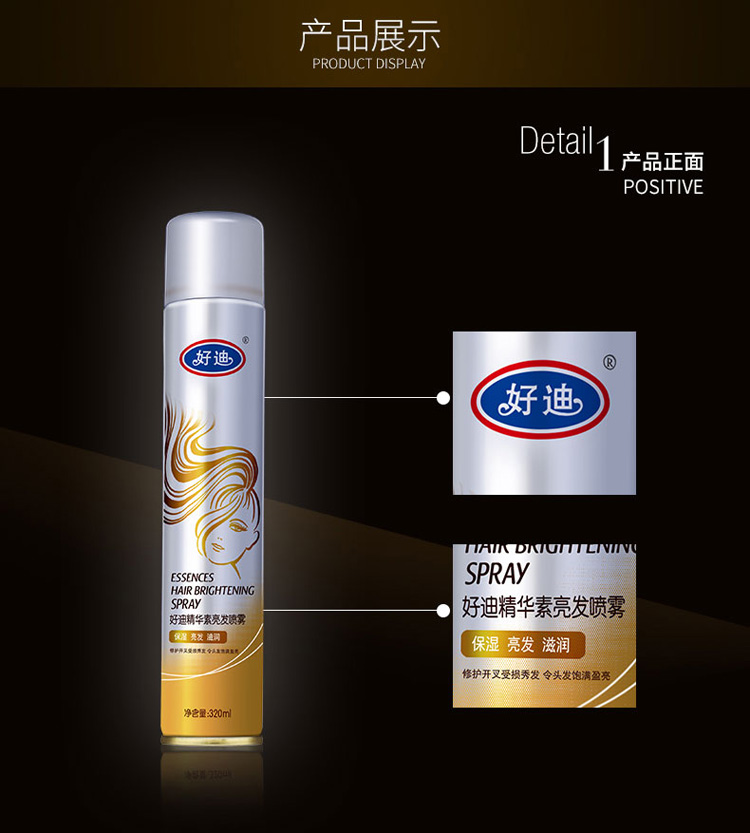 产品展示
PRODUCT DISPLAY
Detail 1 产品正面
POSITIVE
好迪®
ESSENCES
HAIR BRIGHTENING
SPRAY
好迪精华素亮发喷雾
保湿 亮发 滋润
修护开叉受损秀发 令头发饱满盈亮
净含量:320ml
好迪®
HAIR BRIGHTENING
SPRAY
好迪精华素亮发喷雾
保湿 亮发 滋润
修护开叉受损秀发 令头发饱满盈亮